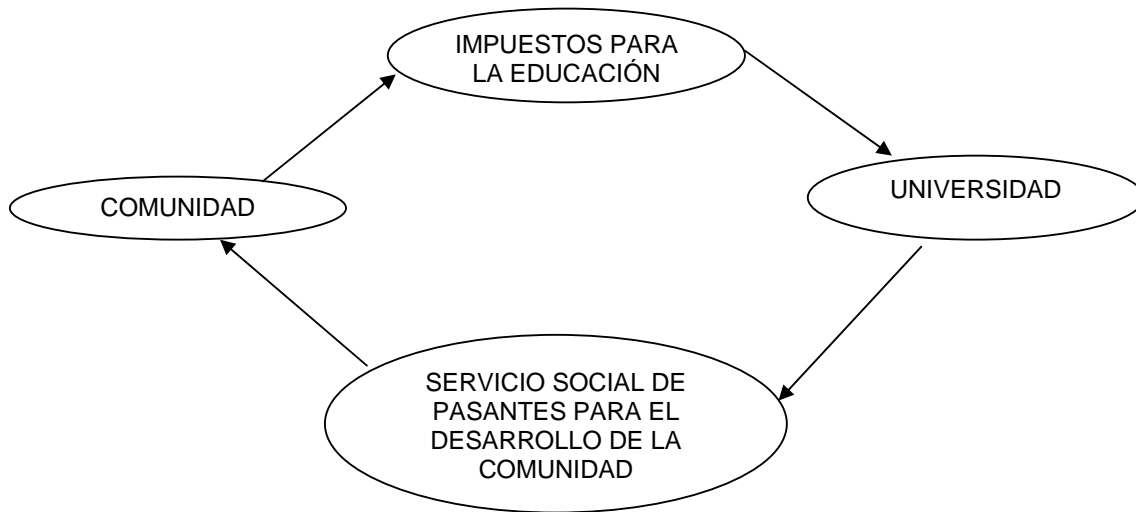 IMPUESTOS PARA
LA EDUCACIÓN
COMUNIDAD
UNIVERSIDAD
SERVICIO SOCIAL DE
PASANTES PARA EL
DESARROLLO DE LA
COMUNIDAD